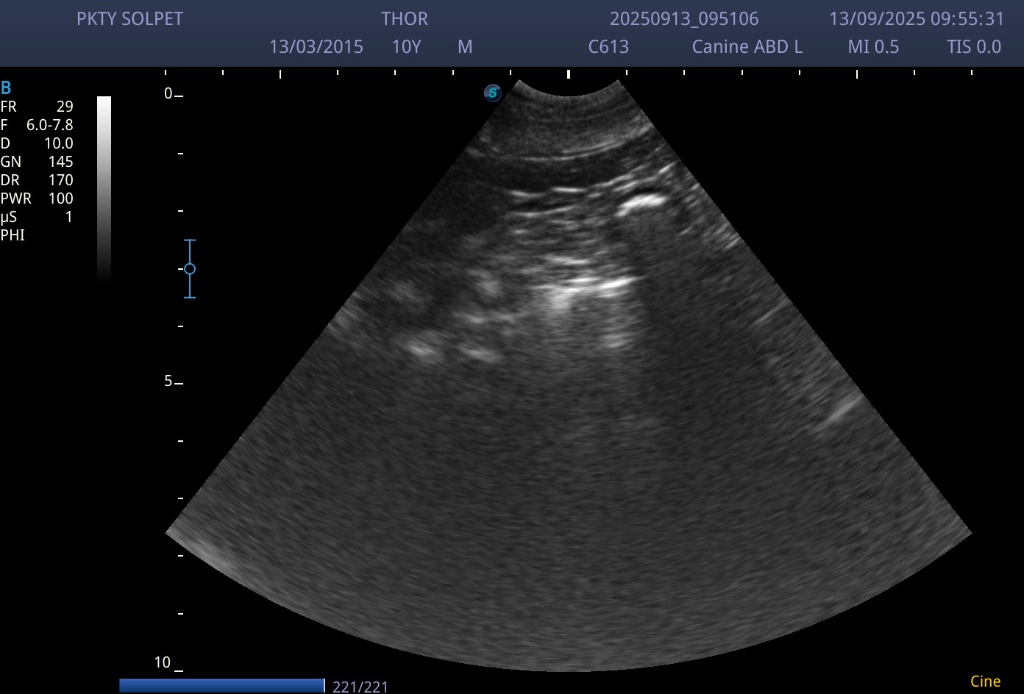 PKTY SOLPET THOR 20250913_095106 13/09/2025 09:55:31
13/03/2015 10Y M C613 Canine ABD L MI 0.5 TIS 0.0
B
FR 29
F 6.0-7.8
D 10.0
GN 145
DR 170
PWR 100
µS 1
PHI
S
0
5
10
221/221
Cine